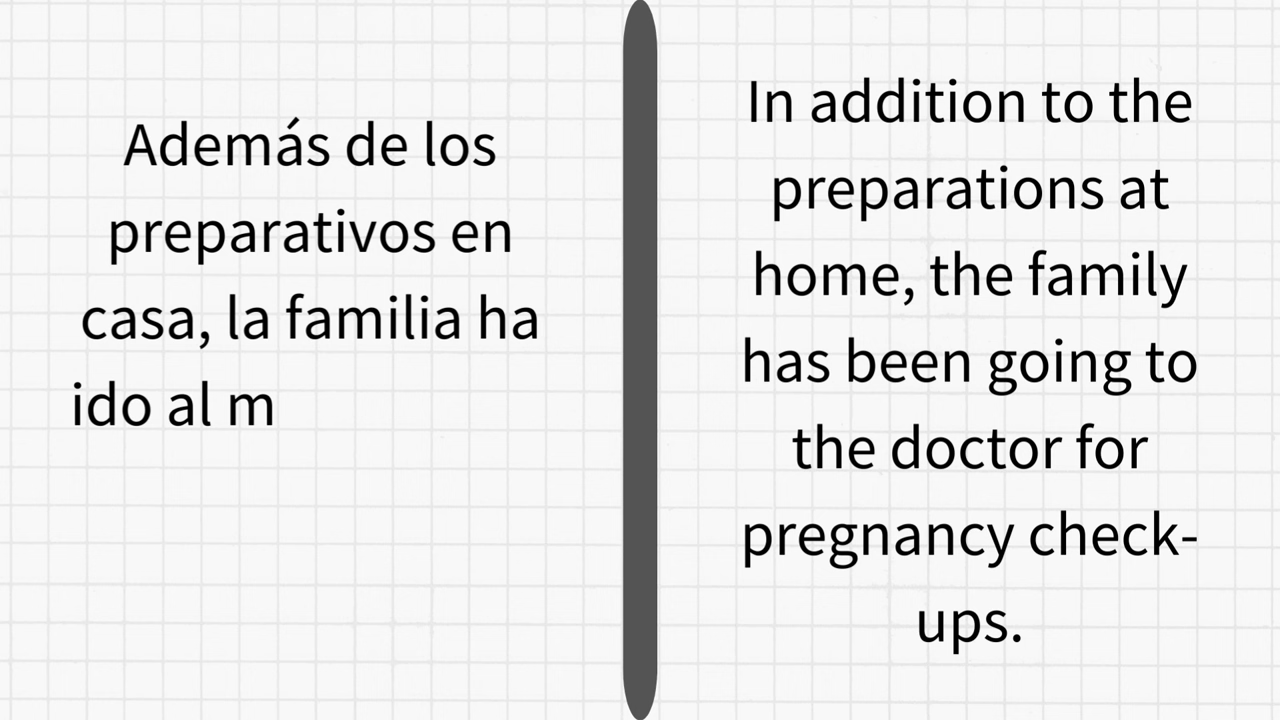 Además de los
preparativos en
casa, la familia ha
ido al m
In addition to the
preparations at
home, the family
has been going to
the doctor for
pregnancy check-
ups.